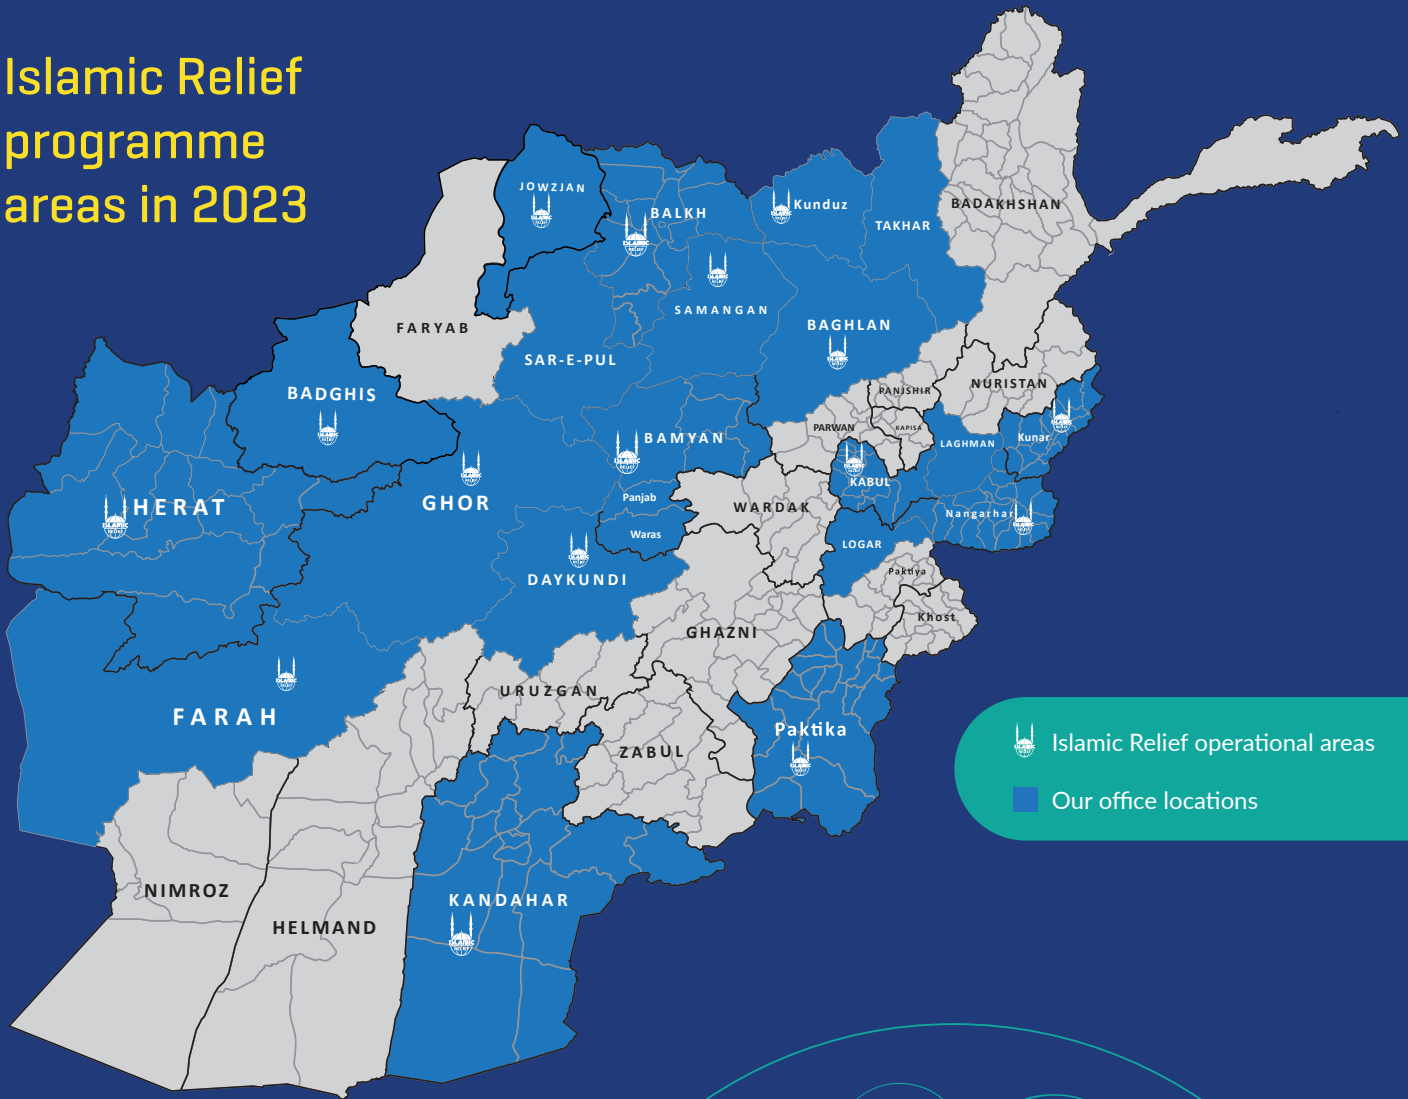 Islamic Relief
programme
areas in 2023
JOWZJAN
BALKH
Kunduz
TAKHAR
BADAKHSHAN
FARYAB
SAMANGAN
BAGHLAN
SAR-E-PUL
BADGHIS
PANJSHIR
NURISTAN
PARWAN
KAPISA
BAMYAN
LAGHMAN
Kunar
HERAT
GHOR
Panjab
WARDAK
KABUL
Nangarhar
Waras
LOGAR
DAYKUNDI
Paktiya
GHAZNI
Khost
URUZGAN
FARAH
ZABUL
Paktika
Islamic Relief operational areas
Our office locations
NIMROZ
KANDAHAR
HELMAND